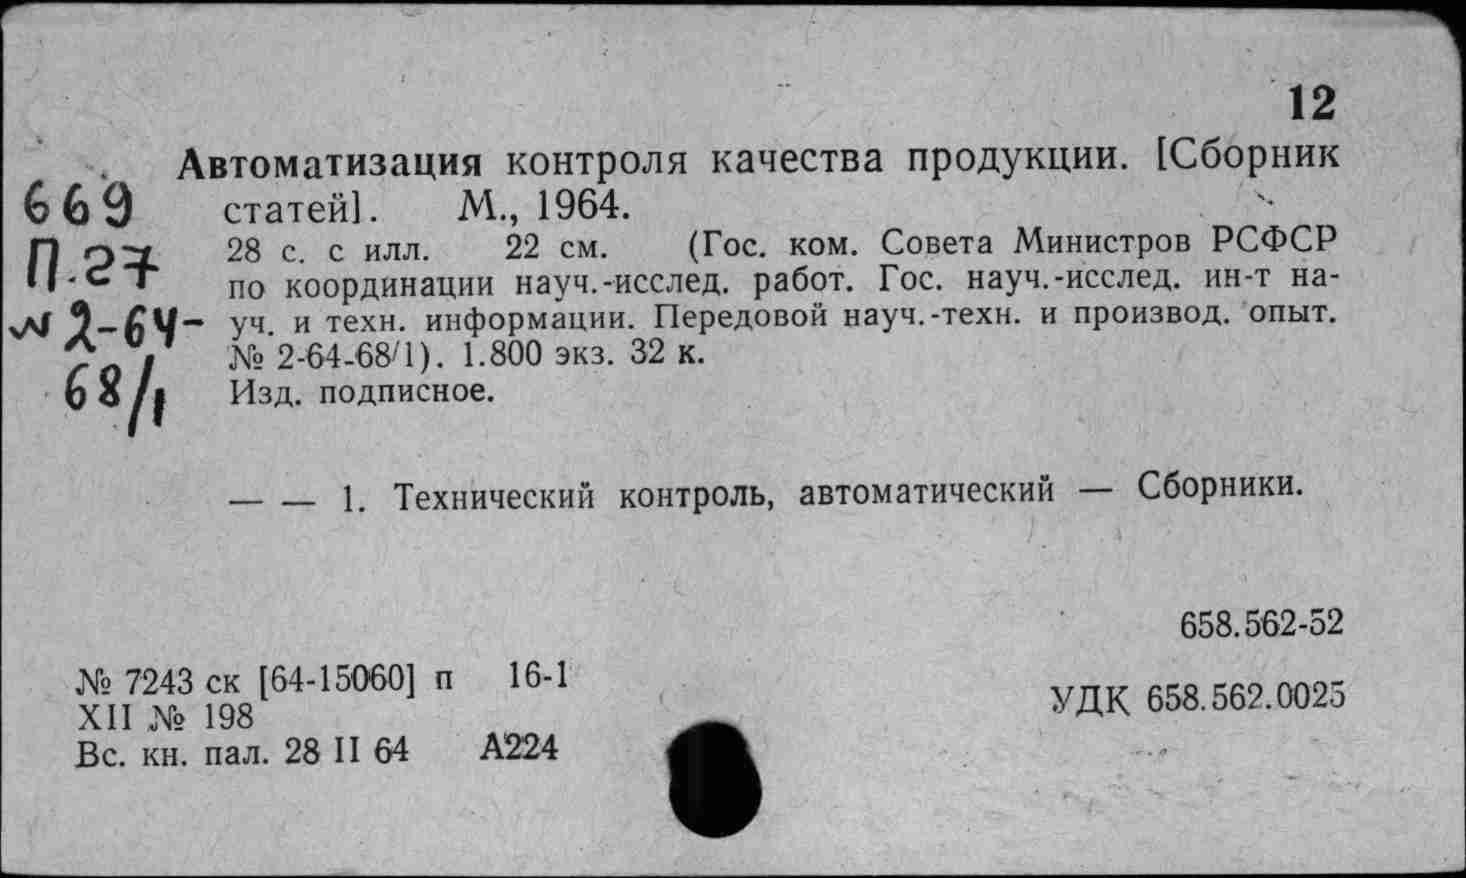 12
Автоматизация контроля качества продукции. [Сборник
статей]. М., 1964.
28 с. с илл. 22 см. (Гос. ком. Совета Министров РСФСР
по координации науч.-исслед. работ. Гос. науч.-исслед. ин-т на-
уч. и техн. информации. Передовой науч.-техн. и производ. опыт.
№ 2-64-68/1). 1.800 экз. 32 к.
Изд. подписное.
669
П.27
№ 2-64-
68/1
— — 1. Технический контроль, автоматический — Сборники.
658.562-52
№ 7243 ск [64-15060] п 16-1
УДК 658.562.0025
XII № 198
Вс. кн. пал. 28 II 64 А224